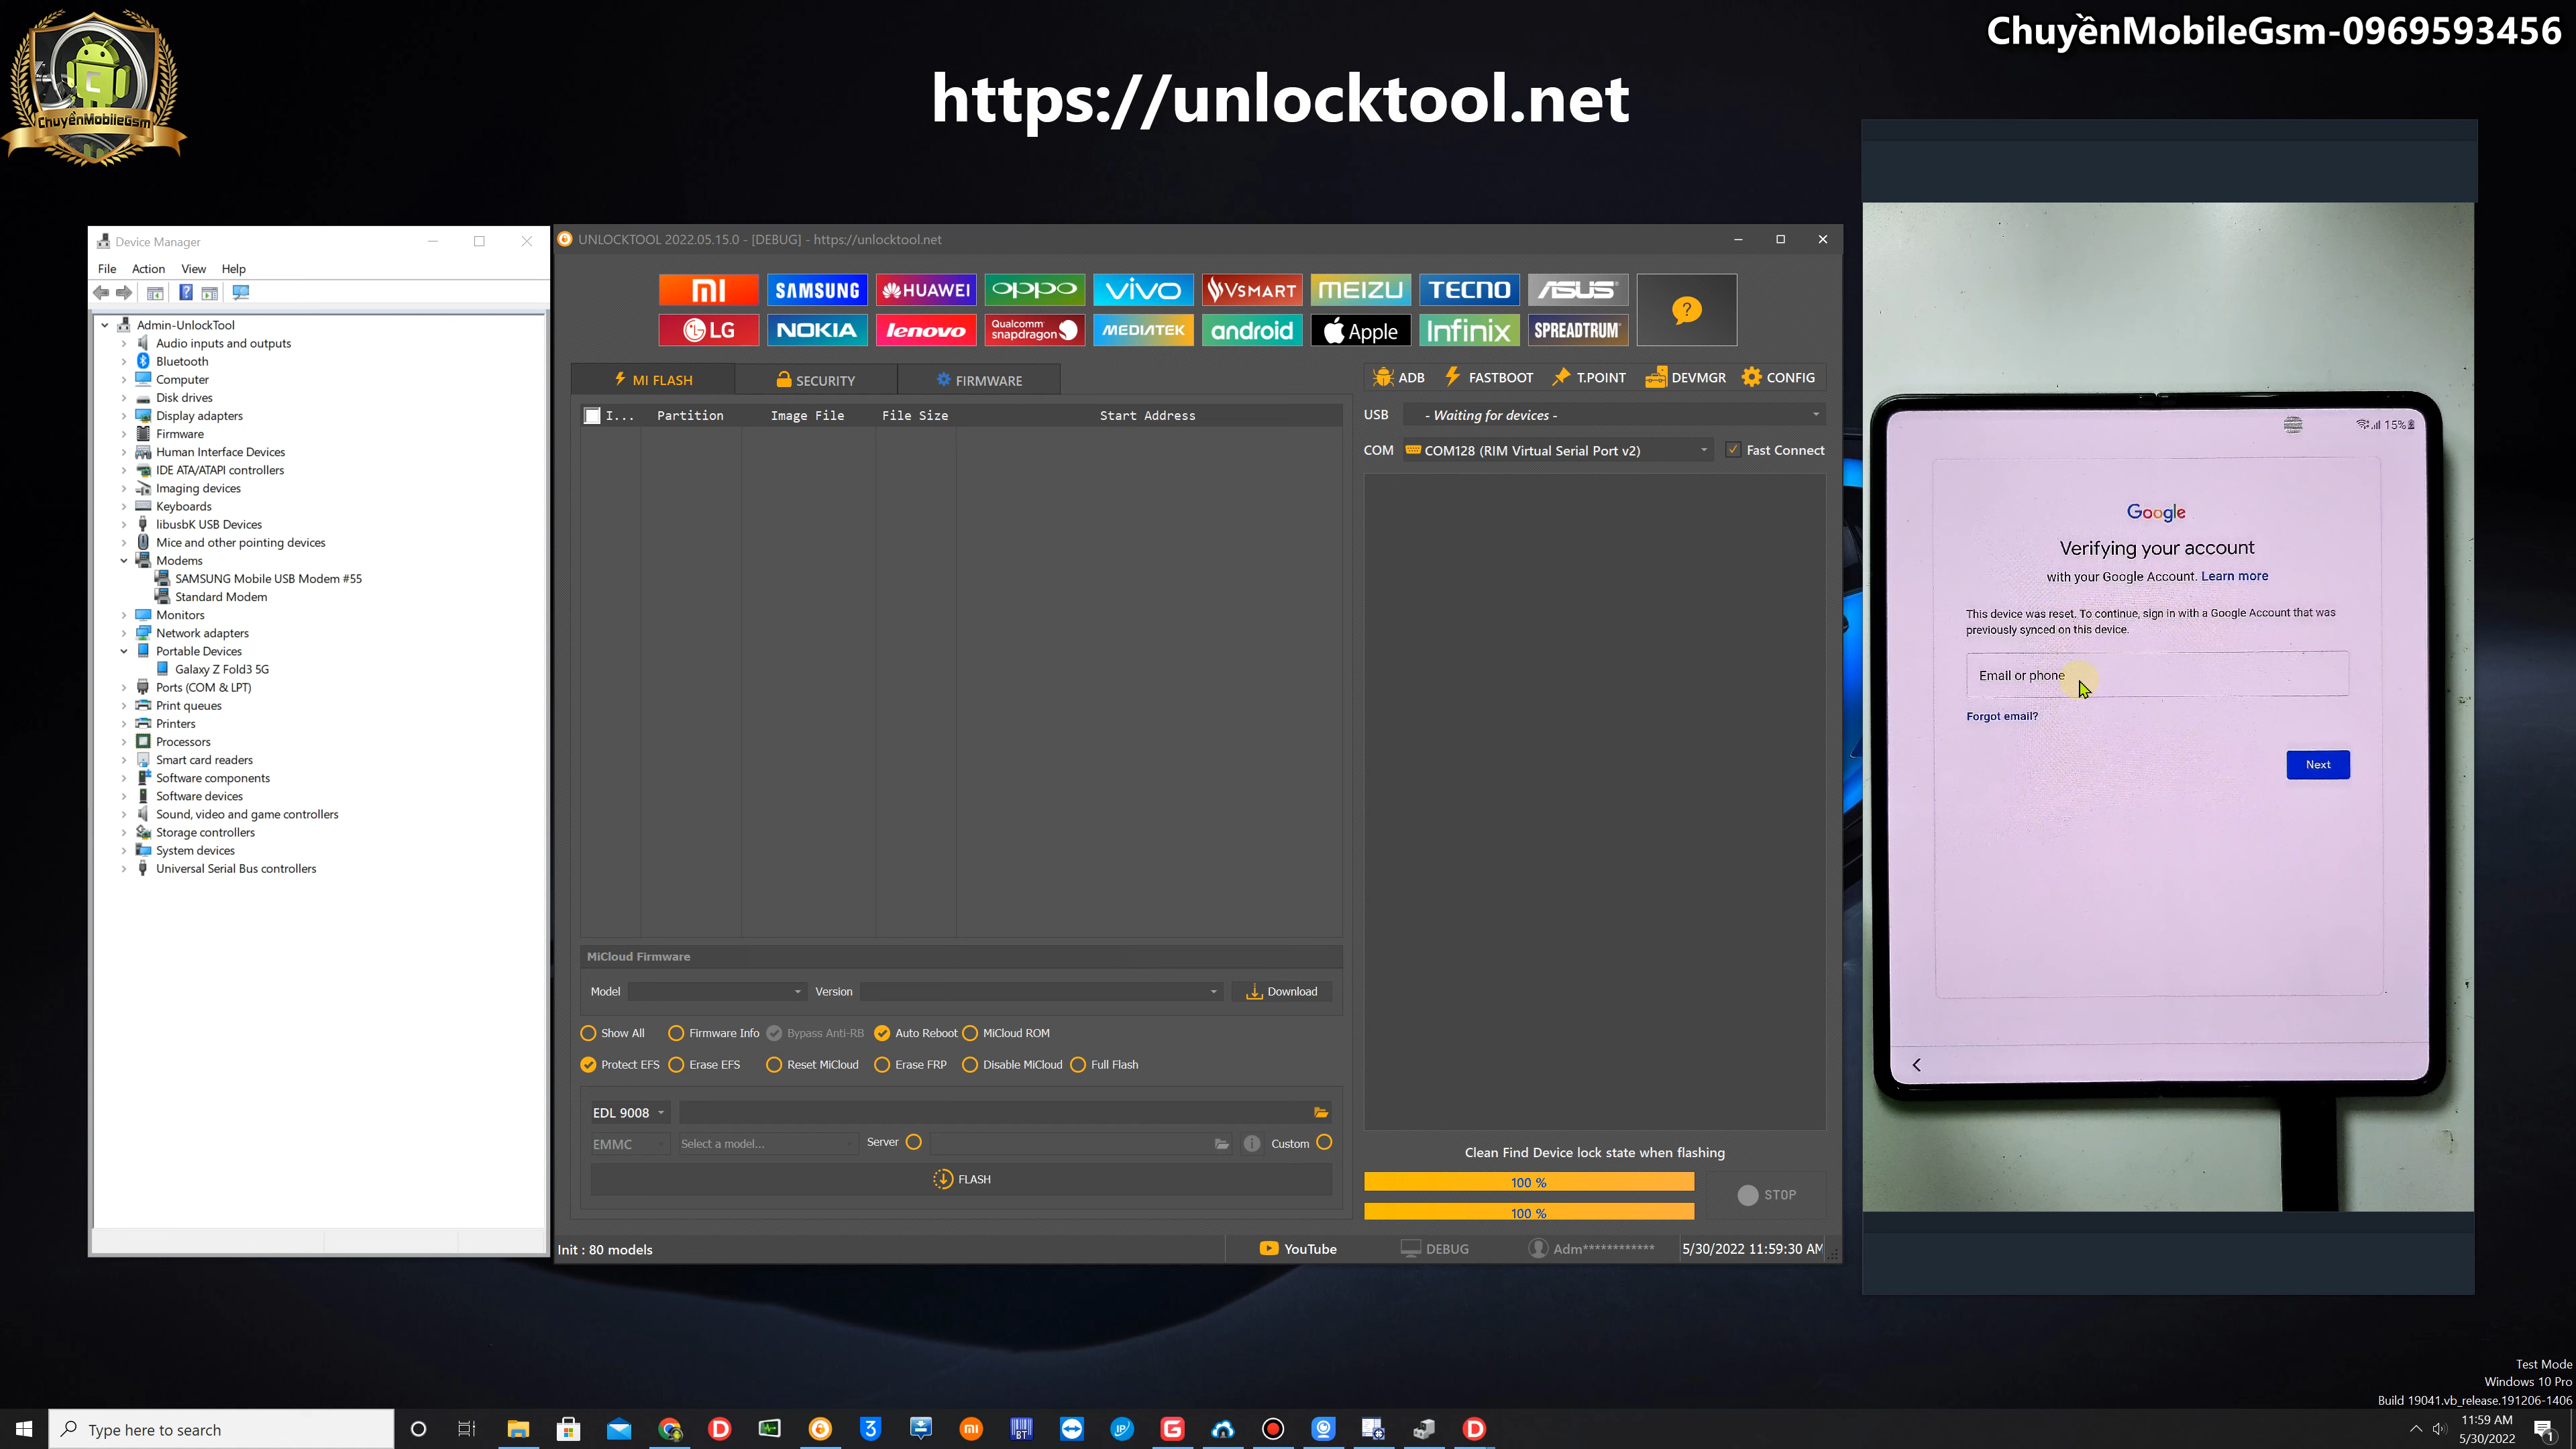 ChuyềnMobileGsm-0969593456
C
ChuyềnMobileGsm
https://unlocktool.net
Device Manager
File Action View Help
Admin-UnlockTool
Audio inputs and outputs
Bluetooth
Computer
Disk drives
Display adapters
Firmware
Human Interface Devices
IDE ATA/ATAPI controllers
Imaging devices
Keyboards
libusbK USB Devices
Mice and other pointing devices
Modems
SAMSUNG Mobile USB Modem #55
Standard Modem
Monitors
Network adapters
Portable Devices
Galaxy Z Fold3 5G
Ports (COM & LPT)
Print queues
Printers
Processors
Smart card readers
Software components
Software devices
Sound, video and game controllers
Storage controllers
System devices
Universal Serial Bus controllers
UNLOCKTOOL 2022.05.15.0 - [DEBUG] - https://unlocktool.net
MI SAMSUNG HUAWEI oppo vivo VSMART MEIZU TECNO ASUS ?
LG NOKIA lenovo Qualcomm snapdragon MEDIATEK android Apple Infinix SPREADTRUM
MI FLASH SECURITY FIRMWARE
ADB FASTBOOT T.POINT DEVMGR CONFIG
I... Partition Image File File Size Start Address
USB - Waiting for devices -
COM COM128 (RIM Virtual Serial Port v2) Fast Connect
MiCloud Firmware
Model Version Download
Show All Firmware Info Bypass Anti-RB Auto Reboot MiCloud ROM
Protect EFS Erase EFS Reset MiCloud Erase FRP Disable MiCloud Full Flash
EDL 9008
EMMC Select a model... Server Custom
FLASH
Clean Find Device lock state when flashing
100 %
100 %
STOP
Init : 80 models
YouTube DEBUG Adm************ 5/30/2022 11:59:30 AM
15%
Google
Verifying your account
with your Google Account. Learn more
This device was reset. To continue, sign in with a Google Account that was
previously synced on this device.
Email or phone
Forgot email?
Next
Test Mode
Windows 10 Pro
Build 19041.vb_release.191206-1406
Type here to search
11:59 AM
5/30/2022
1